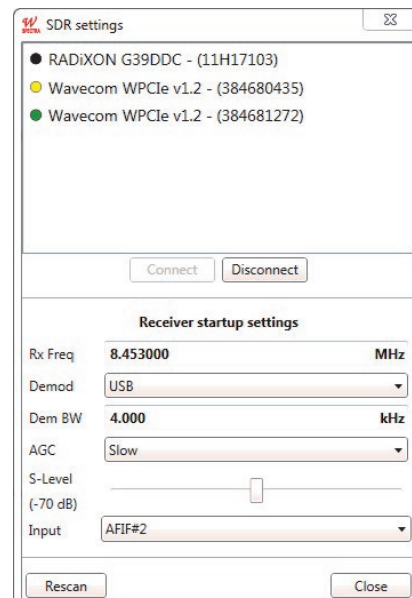 W SPECTRA SDR settings
RADiXON G39DDC - (11H17103)
Wavecom WPCIe v1.2 - (384680435)
Wavecom WPCIe v1.2 - (384681272)
Connect Disconnect
Receiver startup settings
Rx Freq 8.453000 MHz
Demod USB
Dem BW 4.000 kHz
AGC Slow
S-Level
(-70 dB)
Input AFIF#2
Rescan Close